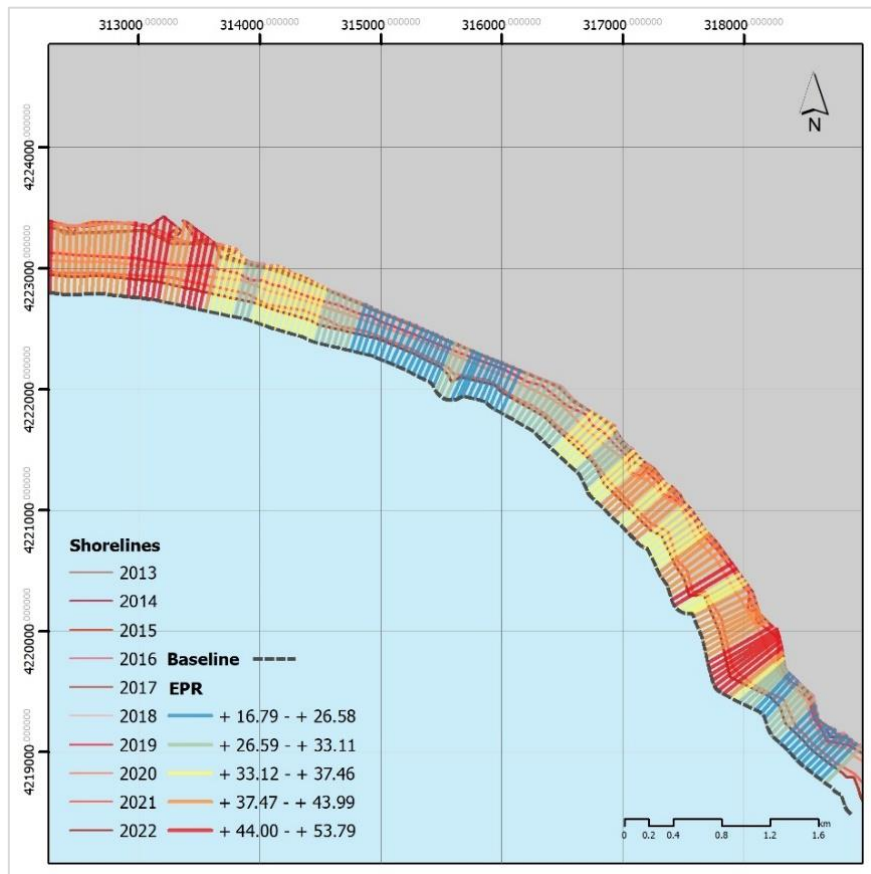 313000.000000 314000.000000 315000.000000 316000.000000 317000.000000 318000.000000
N
4224000.000000
4223000.000000
4222000.000000
4221000.000000
4220000.000000
4219000.000000
Shorelines
2013
2014
2015
2016 Baseline
2017 EPR
2018 + 16.79 - + 26.58
2019 + 26.59 - + 33.11
2020 + 33.12 - + 37.46
2021 + 37.47 - + 43.99
2022 + 44.00 - + 53.79
km
0 0.2 0.4 0.8 1.2 1.6